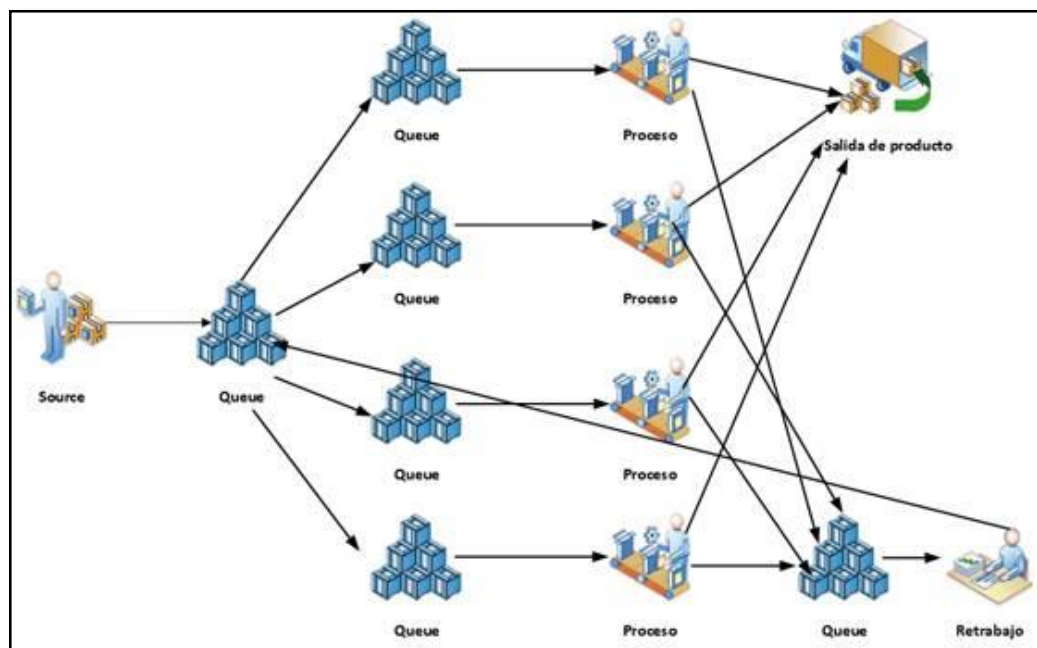 Queue
Proceso
Salida de producto
Queue
Proceso
Source
Queue
Queue
Proceso
Queue
Proceso
Queue
Retrabajo